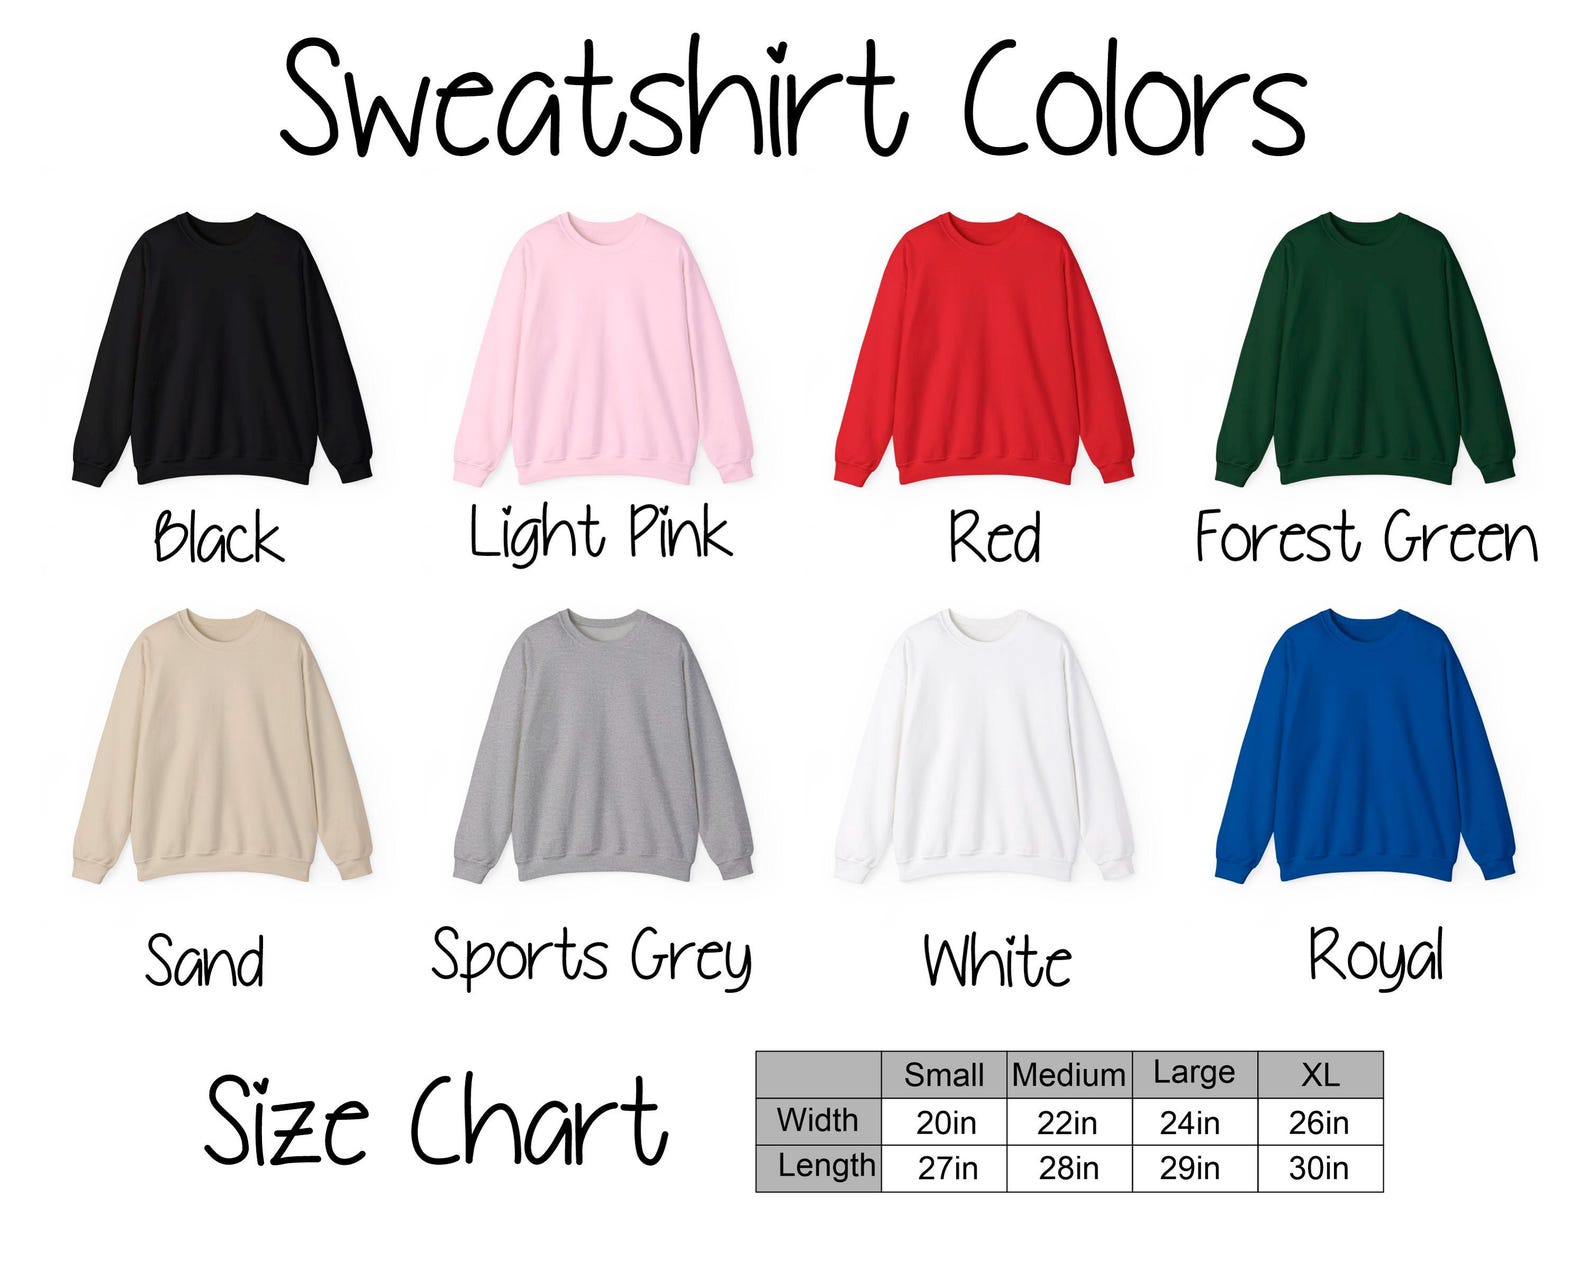 Sweatshirt Colors
Black Light Pink Red Forest Green
Sand Sports Grey White Royal
Size Chart
Small Medium Large XL
Width 20in 22in 24in 26in
Length 27in 28in 29in 30in